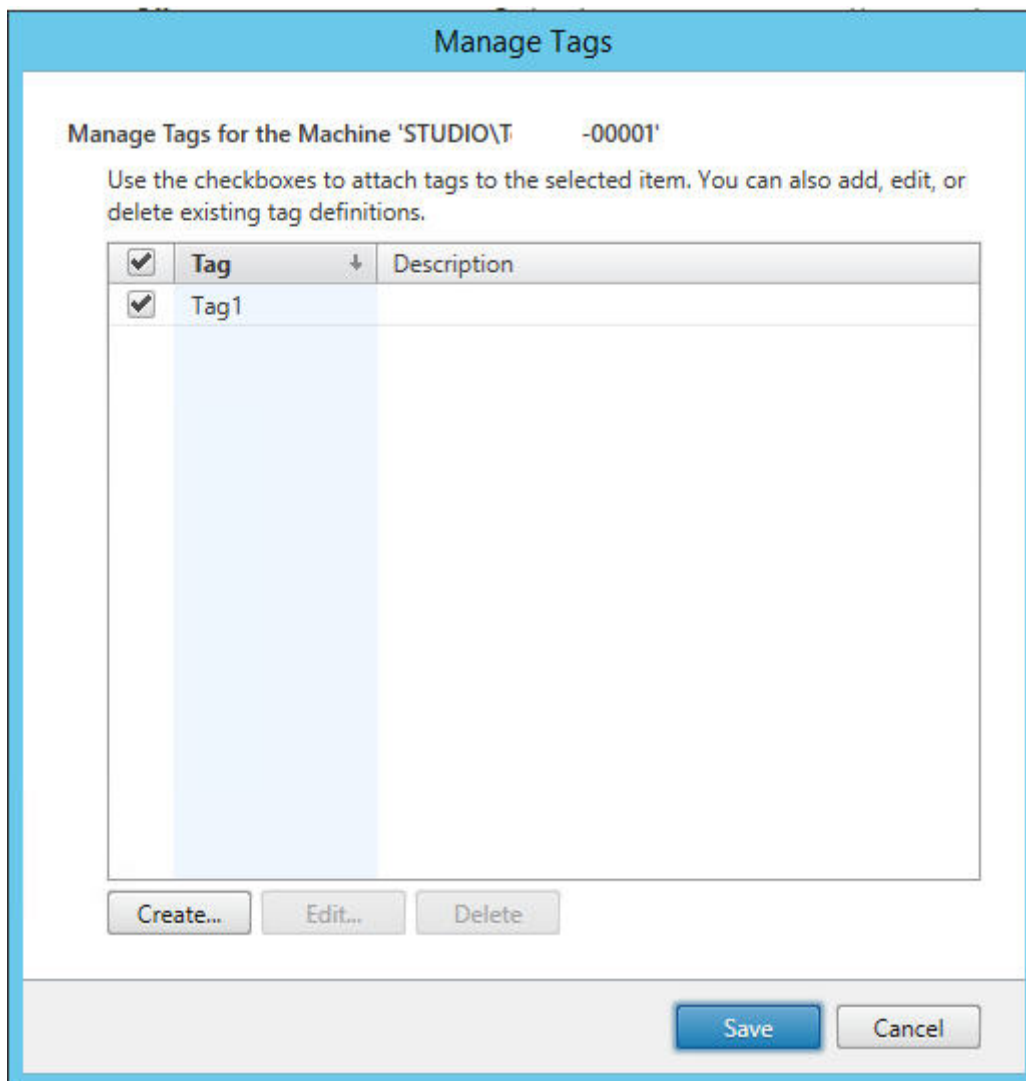 Manage Tags
Manage Tags for the Machine 'STUDIO\T -00001'
Use the checkboxes to attach tags to the selected item. You can also add, edit, or
delete existing tag definitions.
Tag Description
Tag1
Create... Edit... Delete
Save Cancel